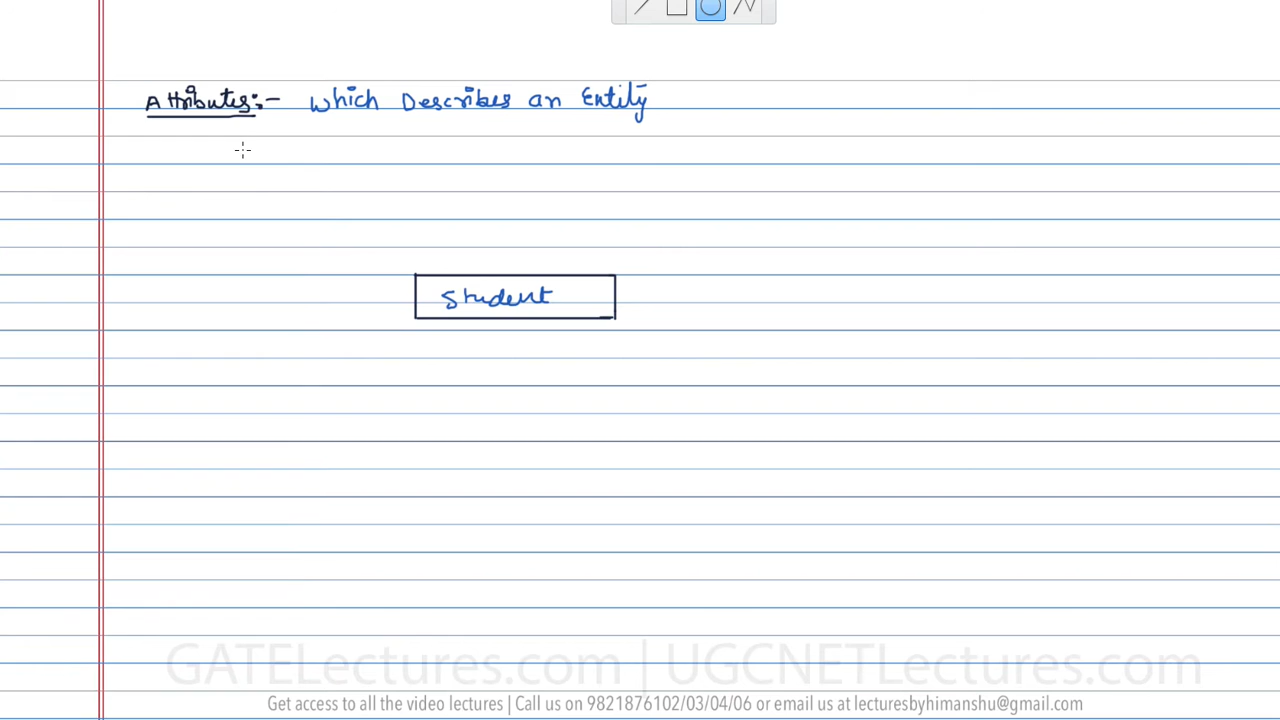 Attributes:- Which Describes an Entity
Student
GATELectures.com | UGCNETLectures.com
Get access to all the video lectures | Call us on 9821876102/03/04/06 or email us at lecturesbyhimanshu@gmail.com